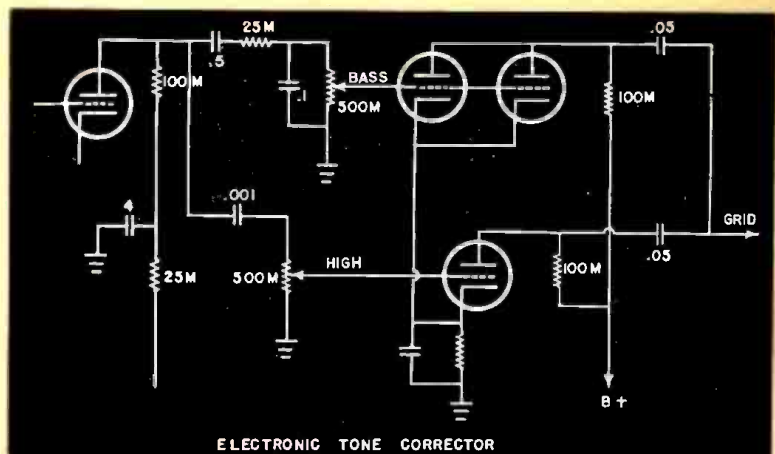 25M
.05
.5
100M
BASS
.1
500M
100M
.001
4
GRID
.05
25M
500M
HIGH
100M
B+
ELECTRONIC TONE CORRECTOR